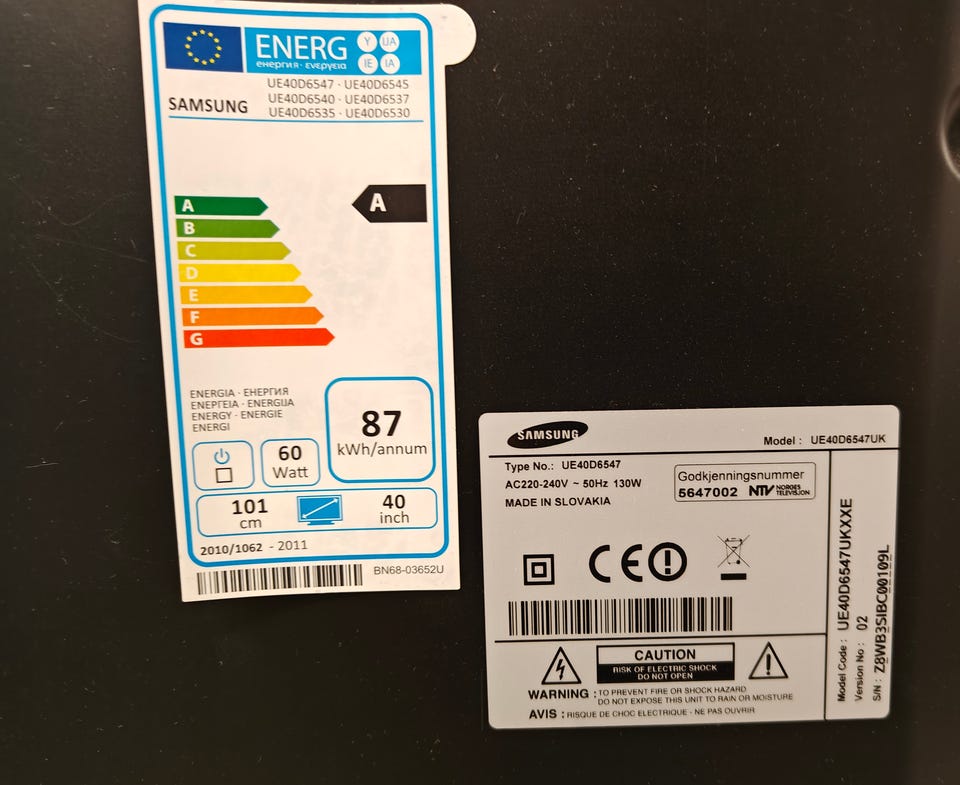 ENERG
енергия · ενεργεια
Y
IJA
IE
IA
SAMSUNG
UE40D6547 · UE40D6545
UE40D6540 · UE40D6537
UE40D6535 · UE40D6530
A
A
B
C
D
E
F
G
ENERGIA · ЕНЕРГИЯ
ΕΝΕΡΓΕΙΑ · ENERGIJA
ENERGY · ENERGIE
ENERGI
87
kWh/annum
60
Watt
101
cm
40
inch
2010/1062 - 2011
BN68-03652U
SAMSUNG
Model : UE40D6547UK
Type No.: UE40D6547
AC220-240V ~ 50Hz 130W
MADE IN SLOVAKIA
Godkjenningsnummer
5647002 NTV NORGES
TELEVISJON
CE
CAUTION
RISK OF ELECTRIC SHOCK
DO NOT OPEN
WARNING : TO PREVENT FIRE OR SHOCK HAZARD
DO NOT EXPOSE THIS UNIT TO RAIN OR MOISTURE
AVIS : RISQUE DE CHOC ELECTRIQUE - NE PAS OUVRIR
Model Code : UE40D6547UKXXE
Version No : 02
S/N : Z8WB3SIBC00109L